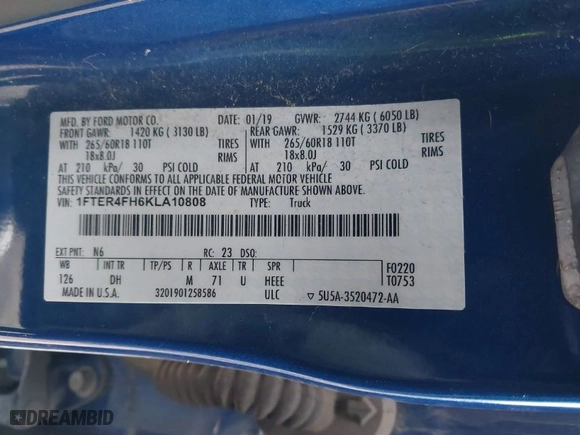 MFD. BY FORD MOTOR CO. DATE: 01/19 GVWR: 2744 KG ( 6050 LB)
FRONT GAWR: 1420 KG ( 3130 LB) REAR GAWR: 1529 KG ( 3370 LB)
WITH 265/60R18 110T TIRES WITH 265/60R18 110T TIRES
18x8.0J RIMS 18x8.0J RIMS
AT 210 kPa/ 30 PSI COLD AT 210 kPa/ 30 PSI COLD
THIS VEHICLE CONFORMS TO ALL APPLICABLE FEDERAL MOTOR VEHICLE
SAFETY STANDARDS IN EFFECT ON THE DATE OF MANUFACTURE SHOWN ABOVE.
VIN: 1FTER4FH6KLA10808 TYPE: Truck
EXT PNT: N6 RC: 23 DSO:
WB INT TR TP/PS R AXLE TR SPR F0220
126 DH M 71 U HEEE T0753
MADE IN U.S.A. 3201901258586 ULC ▽ 5U5A-3520472-AA
DREAMBID